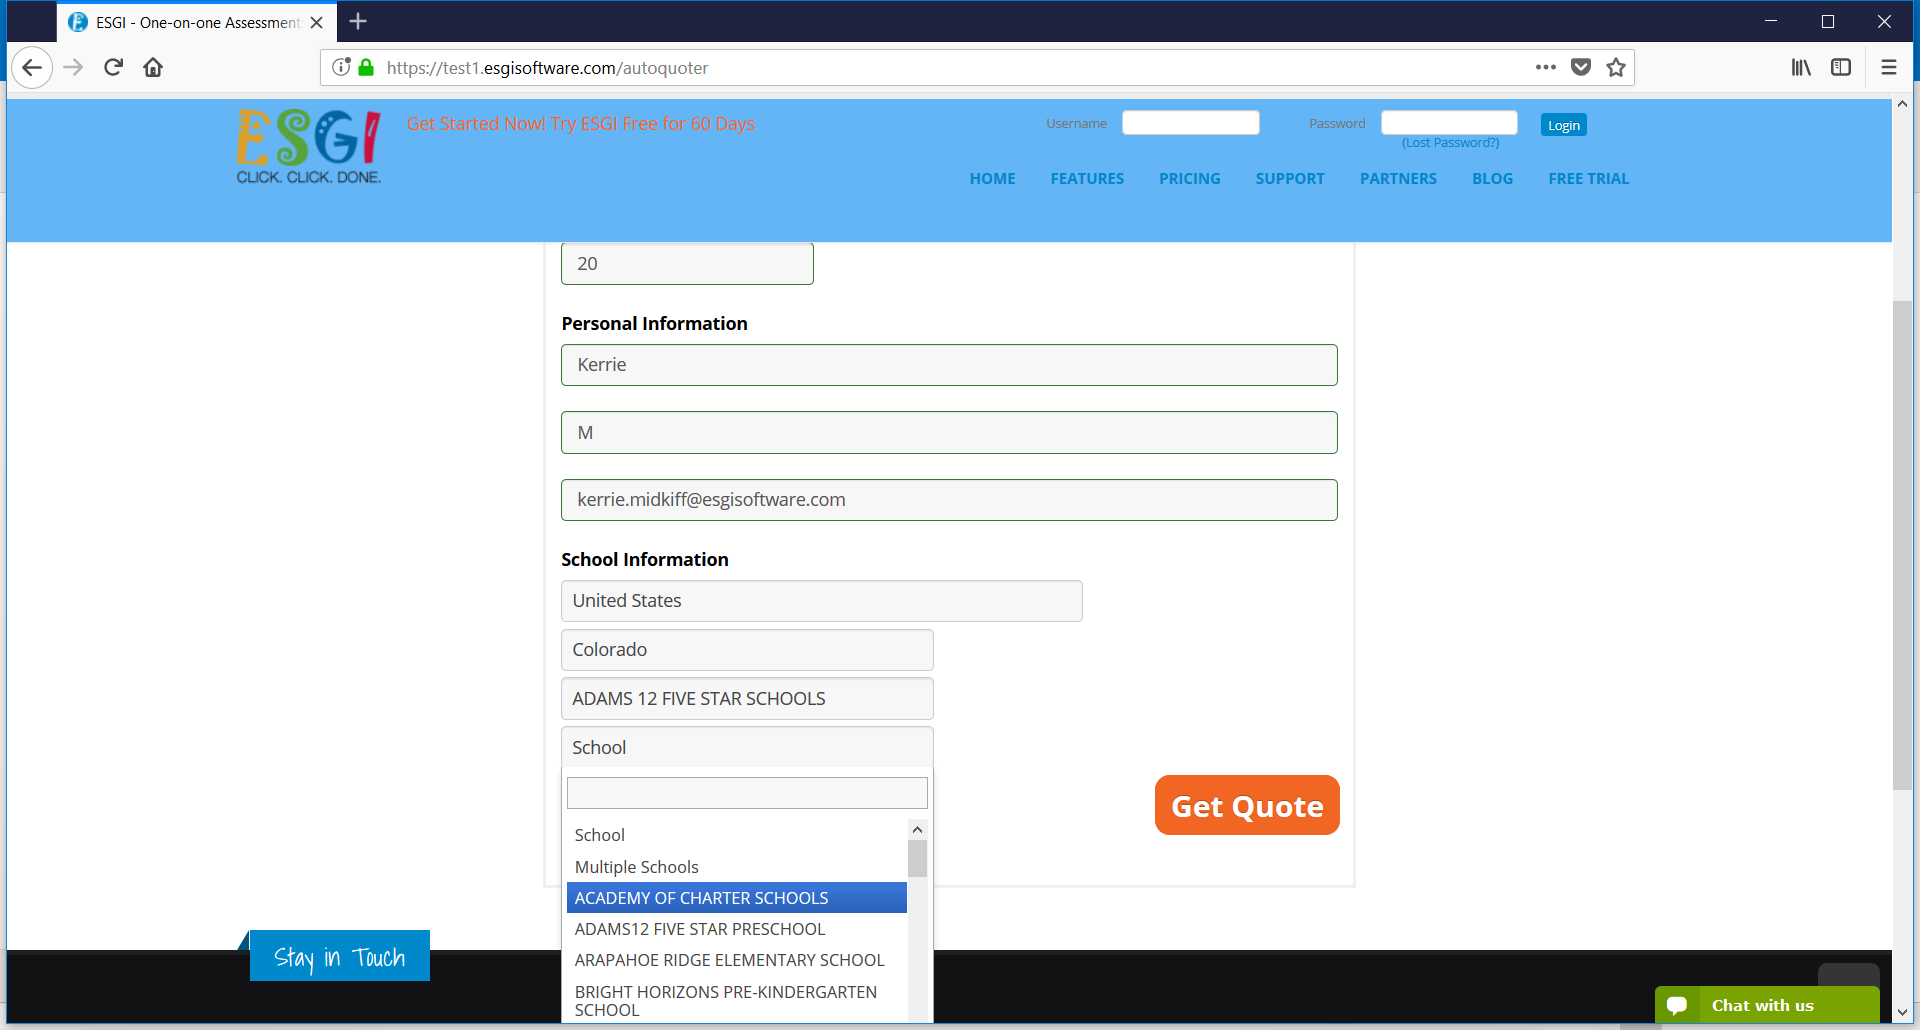 ESGI - One-on-one Assessment
https://test1.esgisoftware.com/autoquoter
ESGI
CLICK. CLICK. DONE.
Get Started Now! Try ESGI Free for 60 Days
Username
Password
Login
(Lost Password?)
HOME FEATURES PRICING SUPPORT PARTNERS BLOG FREE TRIAL
20
Personal Information
Kerrie
M
kerrie.midkiff@esgisoftware.com
School Information
United States
Colorado
ADAMS 12 FIVE STAR SCHOOLS
School
Get Quote
School
Multiple Schools
ACADEMY OF CHARTER SCHOOLS
ADAMS12 FIVE STAR PRESCHOOL
ARAPAHOE RIDGE ELEMENTARY SCHOOL
BRIGHT HORIZONS PRE-KINDERGARTEN
SCHOOL
Stay in Touch
Chat with us